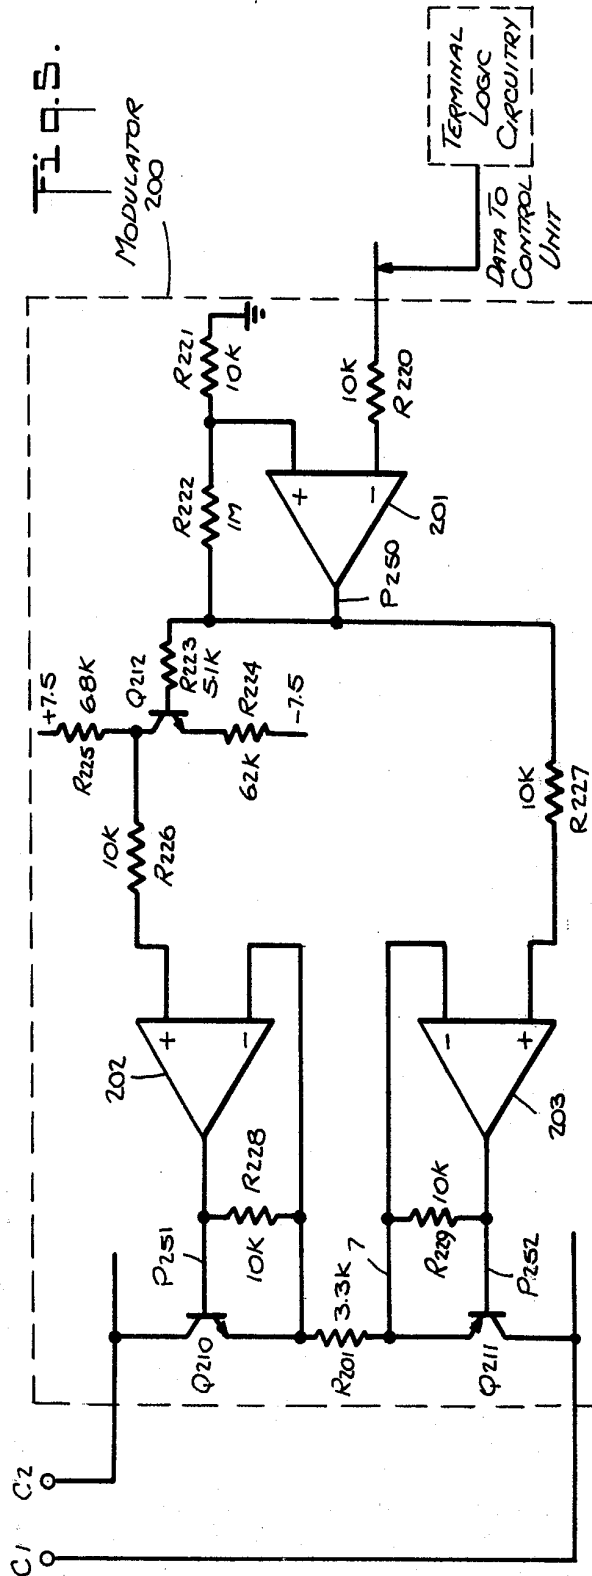 Fig. 5.
MODULATOR
200
TERMINAL
LOGIC
CIRCUITRY
DATA TO
CONTROL
UNIT
R221
10K
10K
R220
R222
1M
+
-
201
P250
+7.5
68K
R225
Q212
R223
5.1K
R224
62K
-7.5
10K
R226
10K
R227
+
-
202
-
+
203
P251
R228
10K
10K
R229
P252
Q210
3.3K
R201
7
Q211
C2
C1